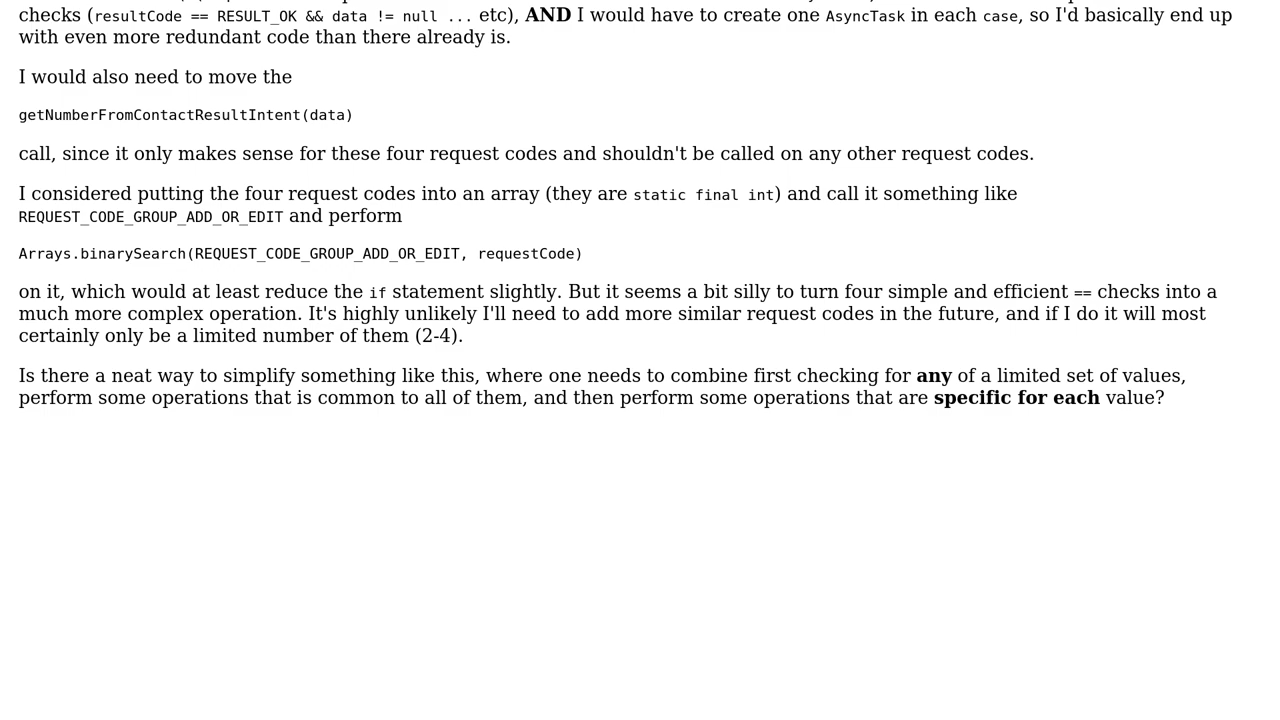 checks (resultCode == RESULT_OK && data != null ... etc), AND I would have to create one AsyncTask in each case, so I'd basically end up
with even more redundant code than there already is.
I would also need to move the
getNumberFromContactResultIntent(data)
call, since it only makes sense for these four request codes and shouldn't be called on any other request codes.
I considered putting the four request codes into an array (they are static final int) and call it something like
REQUEST_CODE_GROUP_ADD_OR_EDIT and perform
Arrays.binarySearch(REQUEST_CODE_GROUP_ADD_OR_EDIT, requestCode)
on it, which would at least reduce the if statement slightly. But it seems a bit silly to turn four simple and efficient == checks into a
much more complex operation. It's highly unlikely I'll need to add more similar request codes in the future, and if I do it will most
certainly only be a limited number of them (2-4).
Is there a neat way to simplify something like this, where one needs to combine first checking for any of a limited set of values,
perform some operations that is common to all of them, and then perform some operations that are specific for each value?